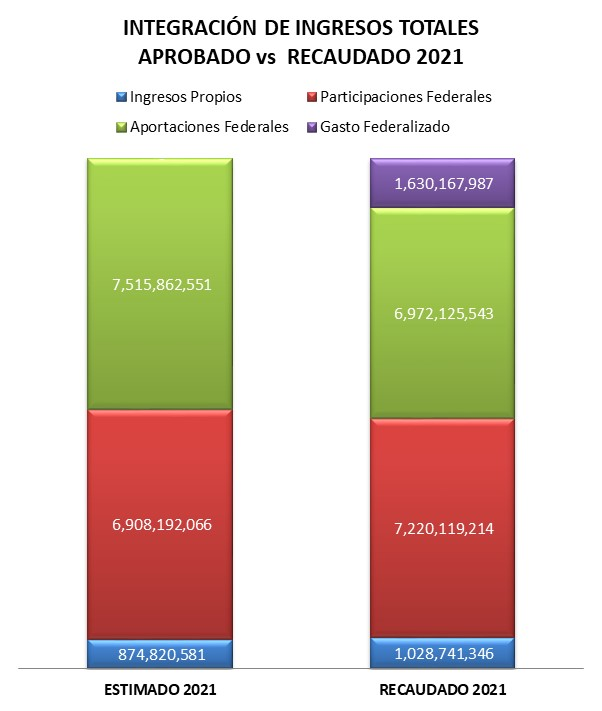 INTEGRACIÓN DE INGRESOS TOTALES
APROBADO vs RECAUDADO 2021
Ingresos Propios
Participaciones Federales
Aportaciones Federales
Gasto Federalizado
1,630,167,987
7,515,862,551
6,972,125,543
6,908,192,066
7,220,119,214
874,820,581
1,028,741,346
ESTIMADO 2021
RECAUDADO 2021